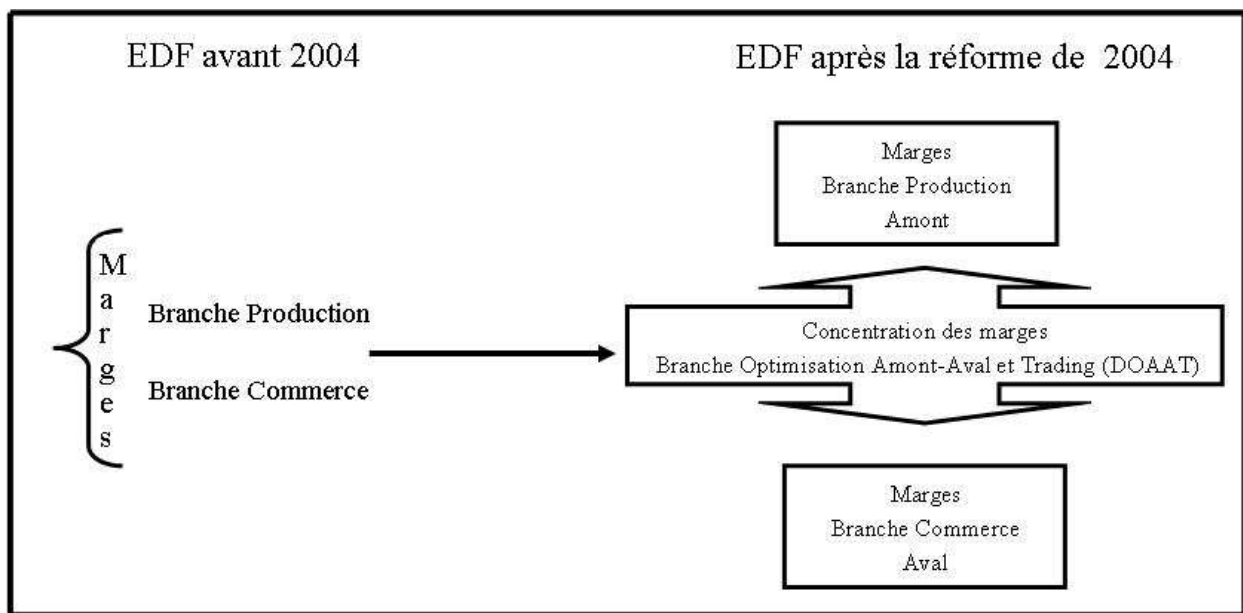 EDF avant 2004
Marges
Branche Production
Branche Commerce
EDF après la réforme de 2004
Marges
Branche Production
Amont
Concentration des marges
Branche Optimisation Amont-Aval et Trading (DOAAT)
Marges
Branche Commerce
Aval